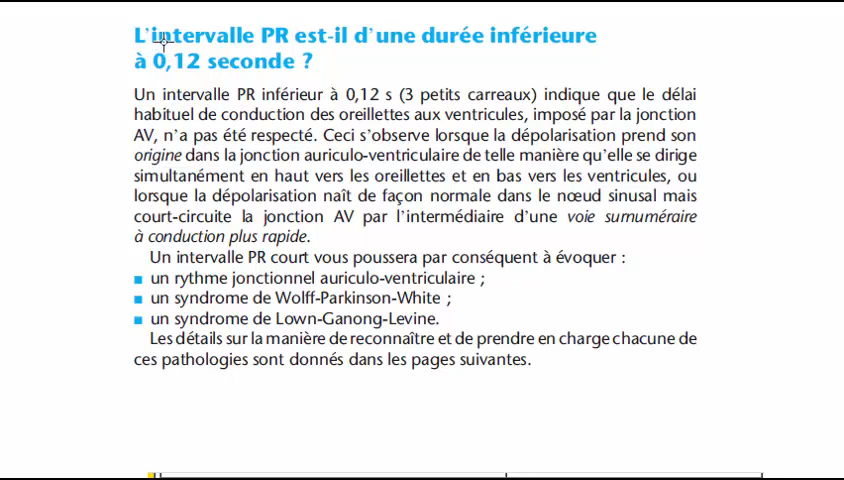 L'intervalle PR est-il d'une durée inférieure
à 0,12 seconde ?
Un intervalle PR inférieur à 0,12 s (3 petits carreaux) indique que le délai
habituel de conduction des oreillettes aux ventricules, imposé par la jonction
AV, n'a pas été respecté. Ceci s'observe lorsque la dépolarisation prend son
origine dans la jonction auriculo-ventriculaire de telle manière qu'elle se dirige
simultanément en haut vers les oreillettes et en bas vers les ventricules, ou
lorsque la dépolarisation naît de façon normale dans le nœud sinusal mais
court-circuite la jonction AV par l'intermédiaire d'une voie surnuméraire
à conduction plus rapide.
Un intervalle PR court vous poussera par conséquent à évoquer :
■ un rythme jonctionnel auriculo-ventriculaire ;
■ un syndrome de Wolff-Parkinson-White ;
■ un syndrome de Lown-Ganong-Levine.
Les détails sur la manière de reconnaître et de prendre en charge chacune de
ces pathologies sont donnés dans les pages suivantes.